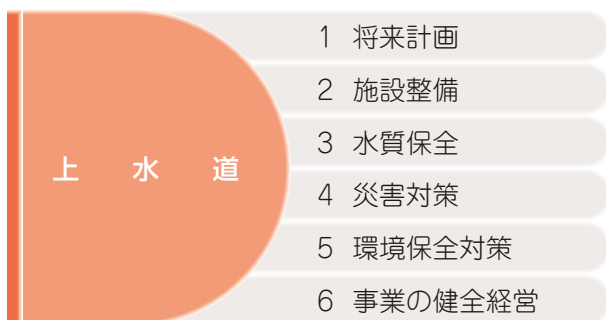 上水道
1 将来計画
2 施設整備
3 水質保全
4 災害対策
5 環境保全対策
6 事業の健全経営